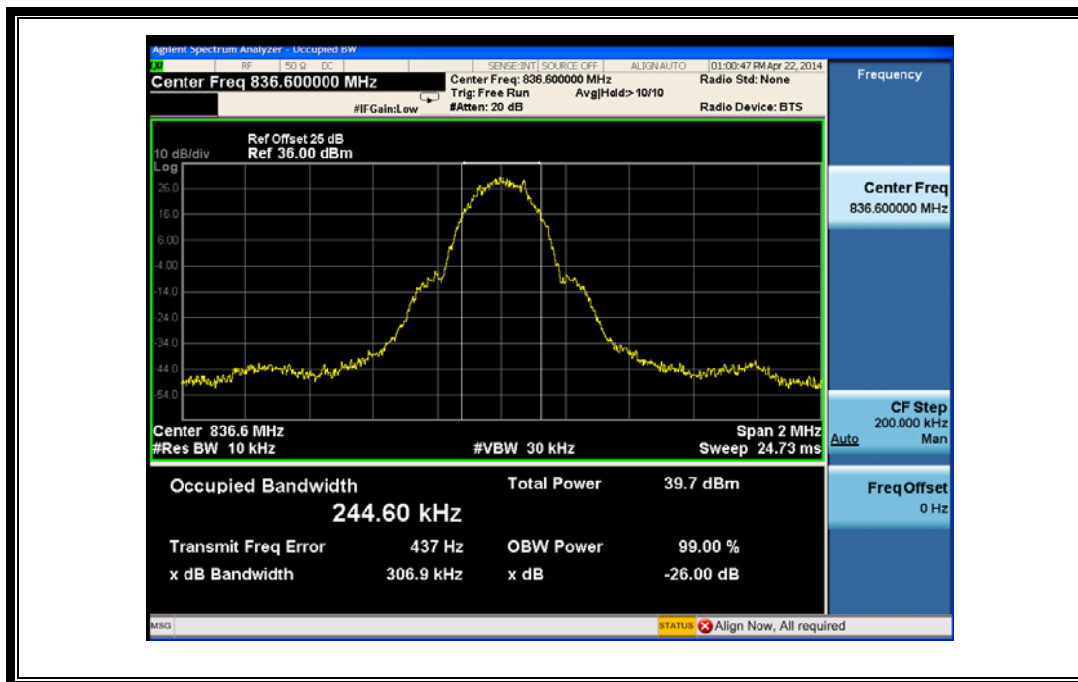 Agilent Spectrum Analyzer - Occupied BW
RF 50 Ω DC SENSE:INT SOURCE OFF ALIGN AUTO 01:00:47 PM Apr 22, 2014
Center Freq 836.600000 MHz
Center Freq: 836.600000 MHz Radio Std: None
Trig: Free Run Avg|Hold:> 10/10
#IFGain:Low #Atten: 20 dB Radio Device: BTS
Ref Offset 25 dB
10 dB/div Ref 36.00 dBm
Log
26.0
16.0
6.00
-4.00
-14.0
-24.0
-34.0
-44.0
-54.0
Center 836.6 MHz Span 2 MHz
#Res BW 10 kHz #VBW 30 kHz Sweep 24.73 ms
Occupied Bandwidth Total Power 39.7 dBm
244.60 kHz
Transmit Freq Error 437 Hz OBW Power 99.00 %
x dB Bandwidth 306.9 kHz x dB -26.00 dB
MSG STATUS Align Now, All required
Frequency
Center Freq
836.600000 MHz
CF Step
200.000 kHz
Auto Man
Freq Offset
0 Hz